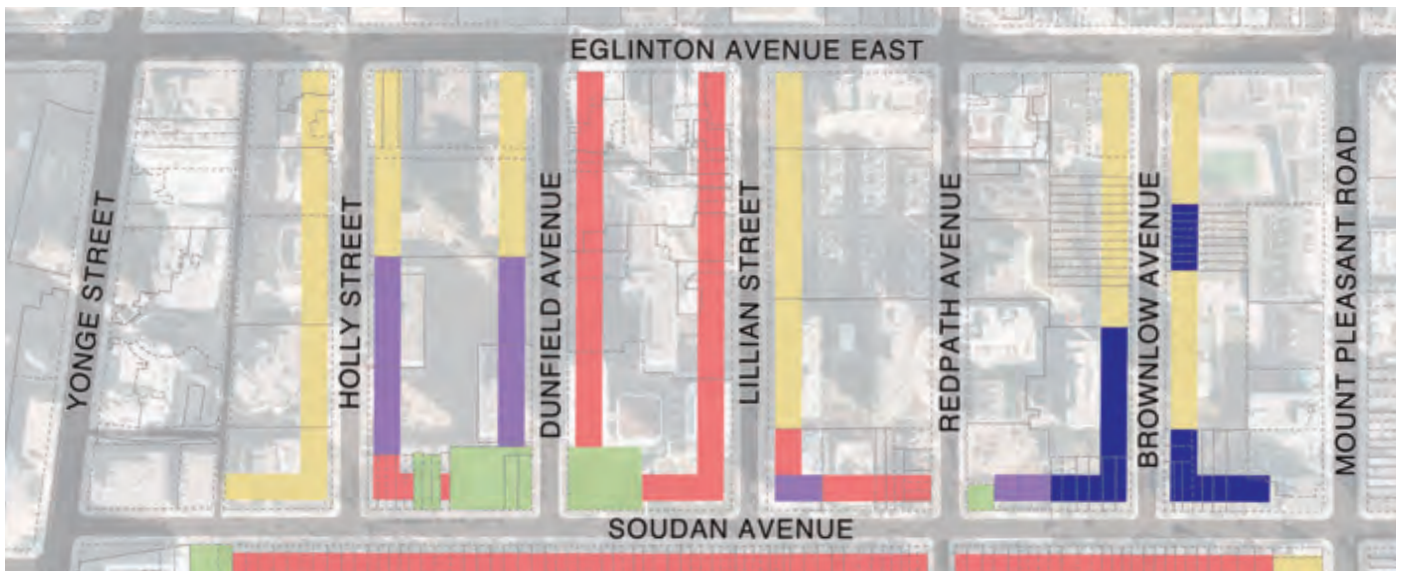 EGLINTON AVENUE EAST
YONGE STREET
HOLLY STREET
DUNFIELD AVENUE
LILLIAN STREET
REDPATH AVENUE
BROWNLOW AVENUE
MOUNT PLEASANT ROAD
SOUDAN AVENUE